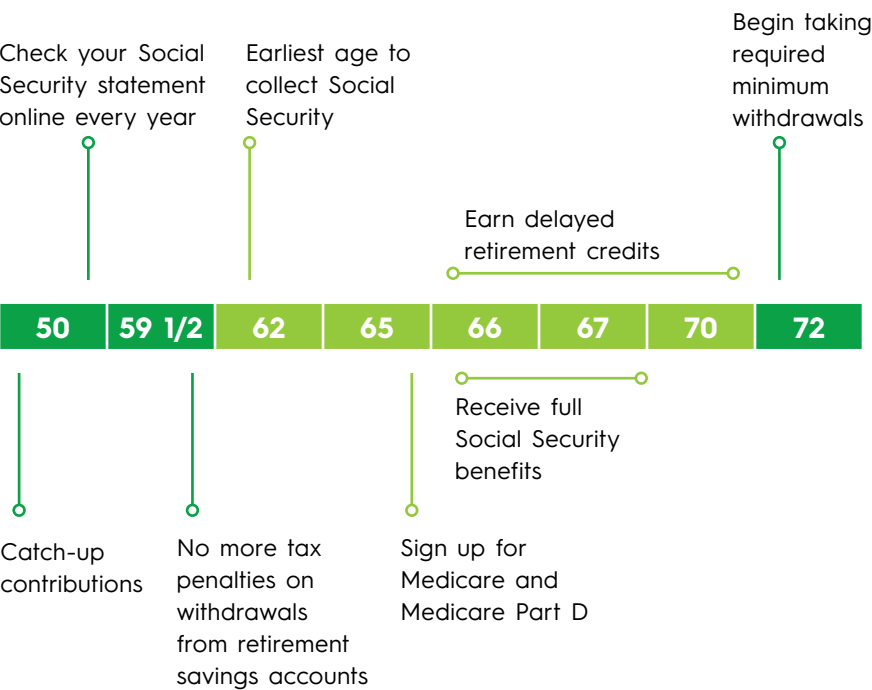 Check your Social
Security statement
online every year
Earliest age to
collect Social
Security
Begin taking
required
minimum
withdrawals
Earn delayed
retirement credits
50 59 1/2 62 65 66 67 70 72
Receive full
Social Security
benefits
Catch-up
contributions
No more tax
penalties on
withdrawals
from retirement
savings accounts
Sign up for
Medicare and
Medicare Part D